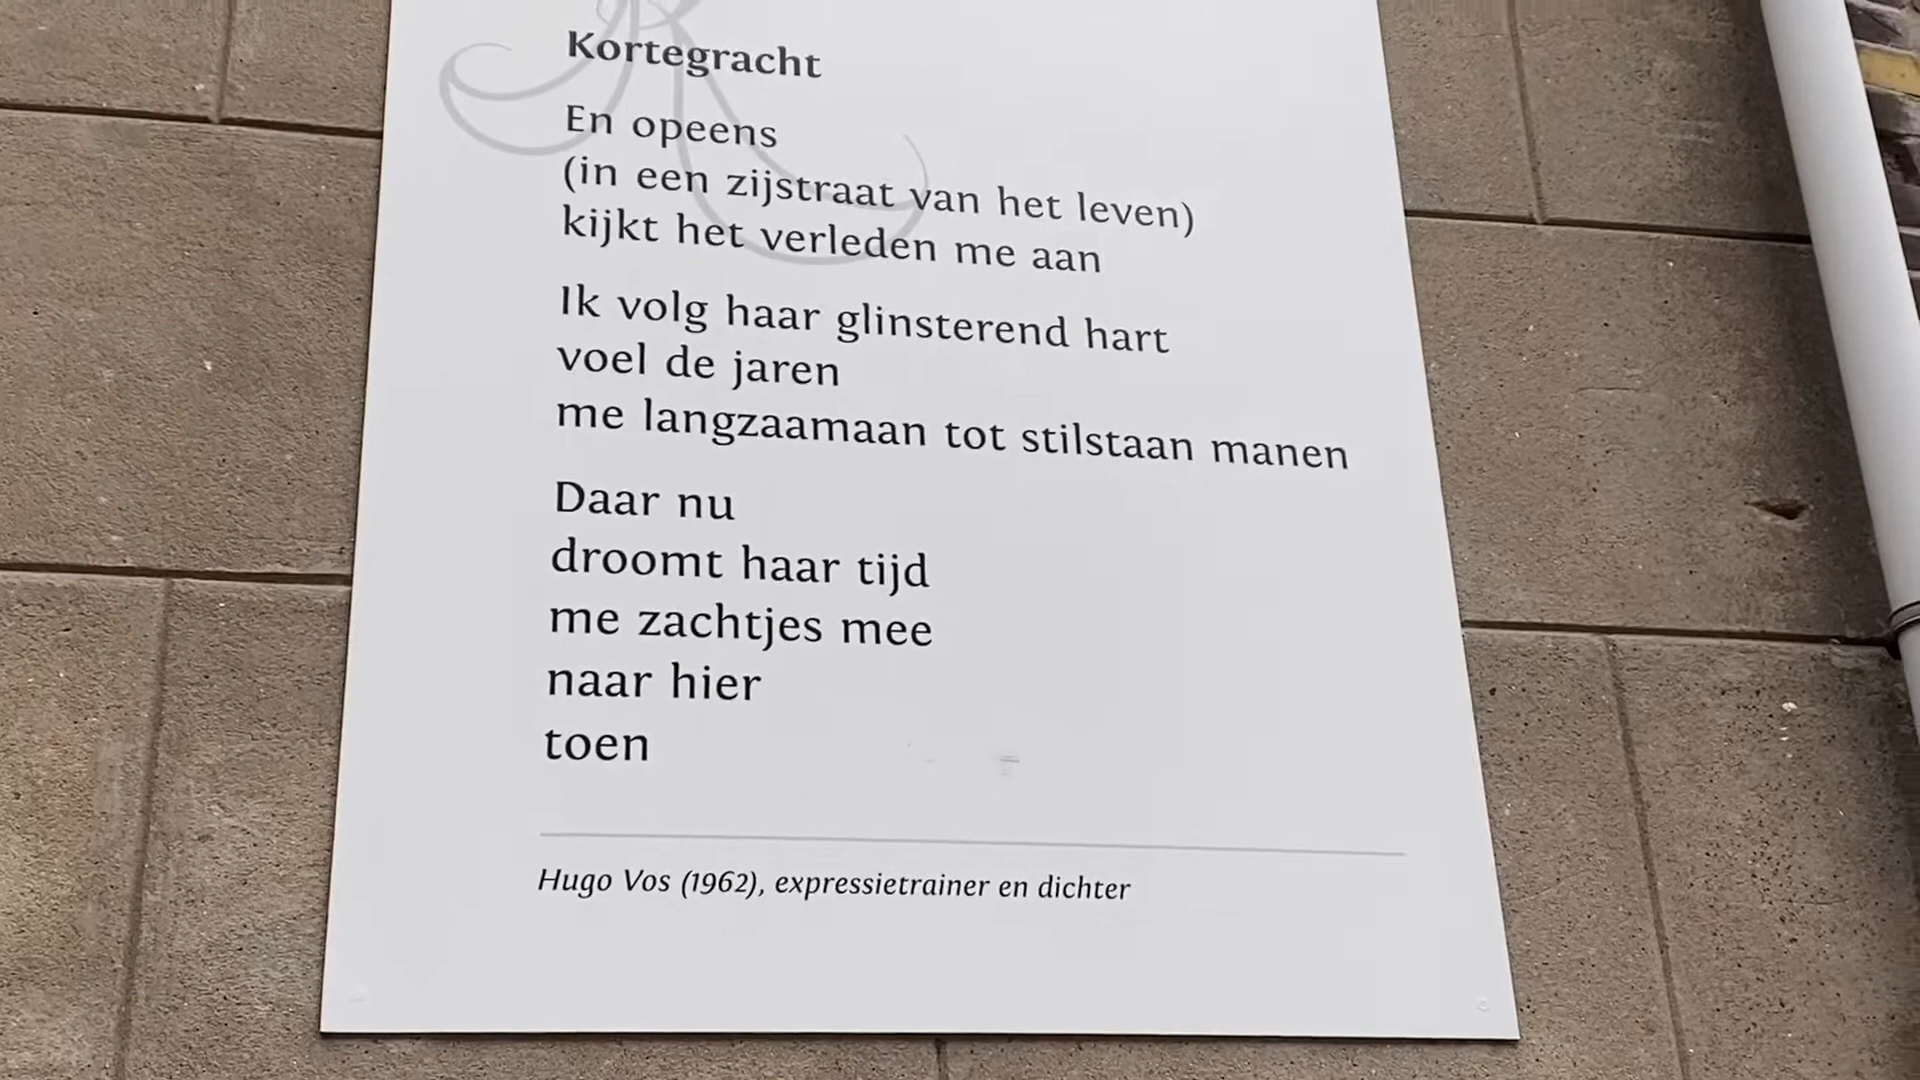 Kortegracht
En opeens
(in een zijstraat van het leven)
kijkt het verleden me aan
Ik volg haar glinsterend hart
voel de jaren
me langzaamaan tot stilstaan manen
Daar nu
droomt haar tijd
me zachtjes mee
naar hier
toen
Hugo Vos (1962), expressietrainer en dichter